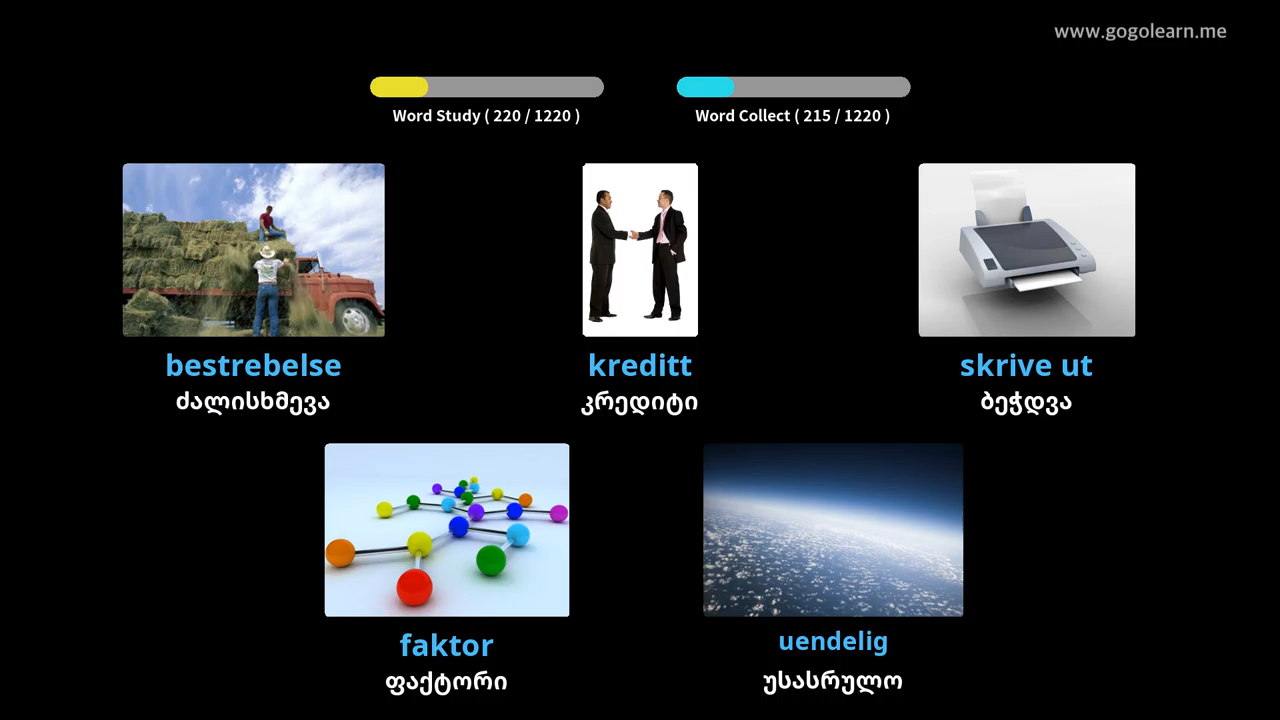 www.gogolearn.me
Word Study ( 220 / 1220 )
Word Collect ( 215 / 1220 )
bestrebelse
ძალისხმევა
kreditt
კრედიტი
skrive ut
ბეჭდვა
faktor
ფაქტორი
uendelig
უსასრულო